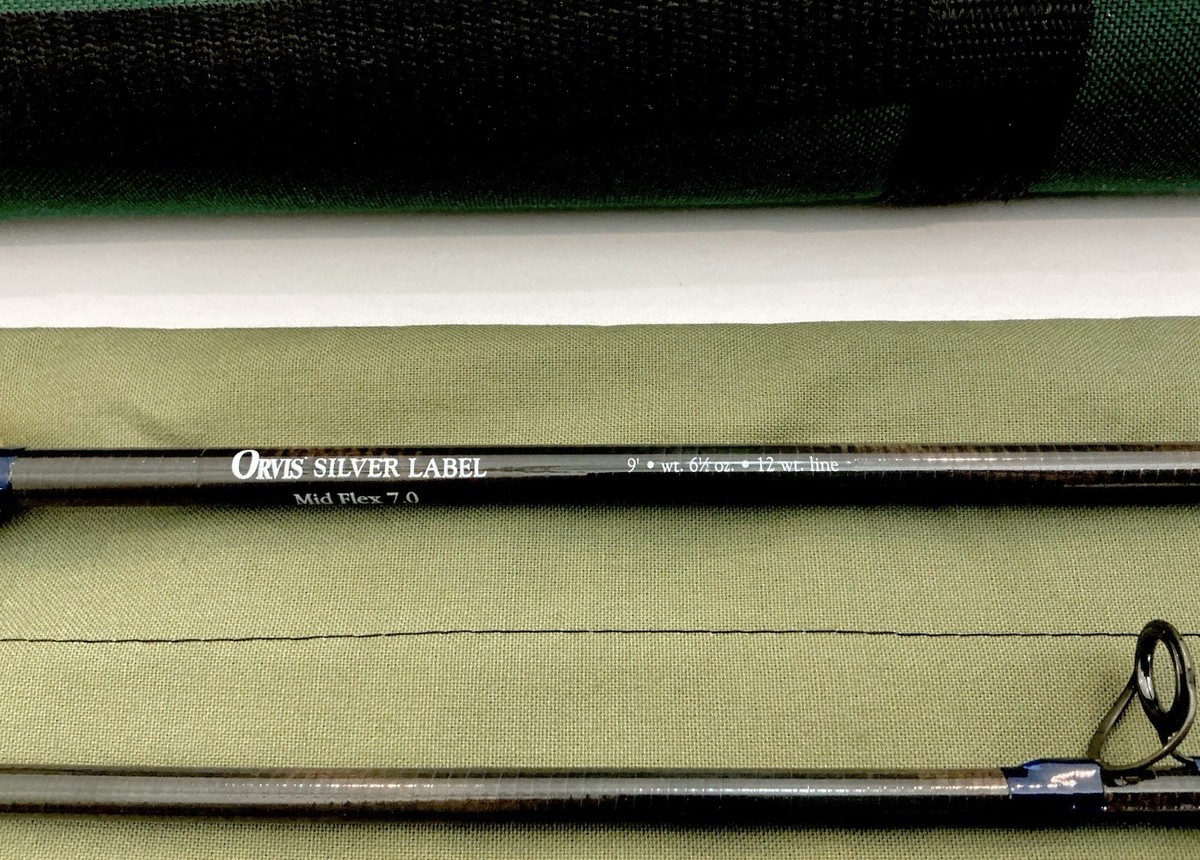 ORVIS SILVER LABEL 9' • wt. 6½ oz. • 12 wt. line
Mid Flex 7.0